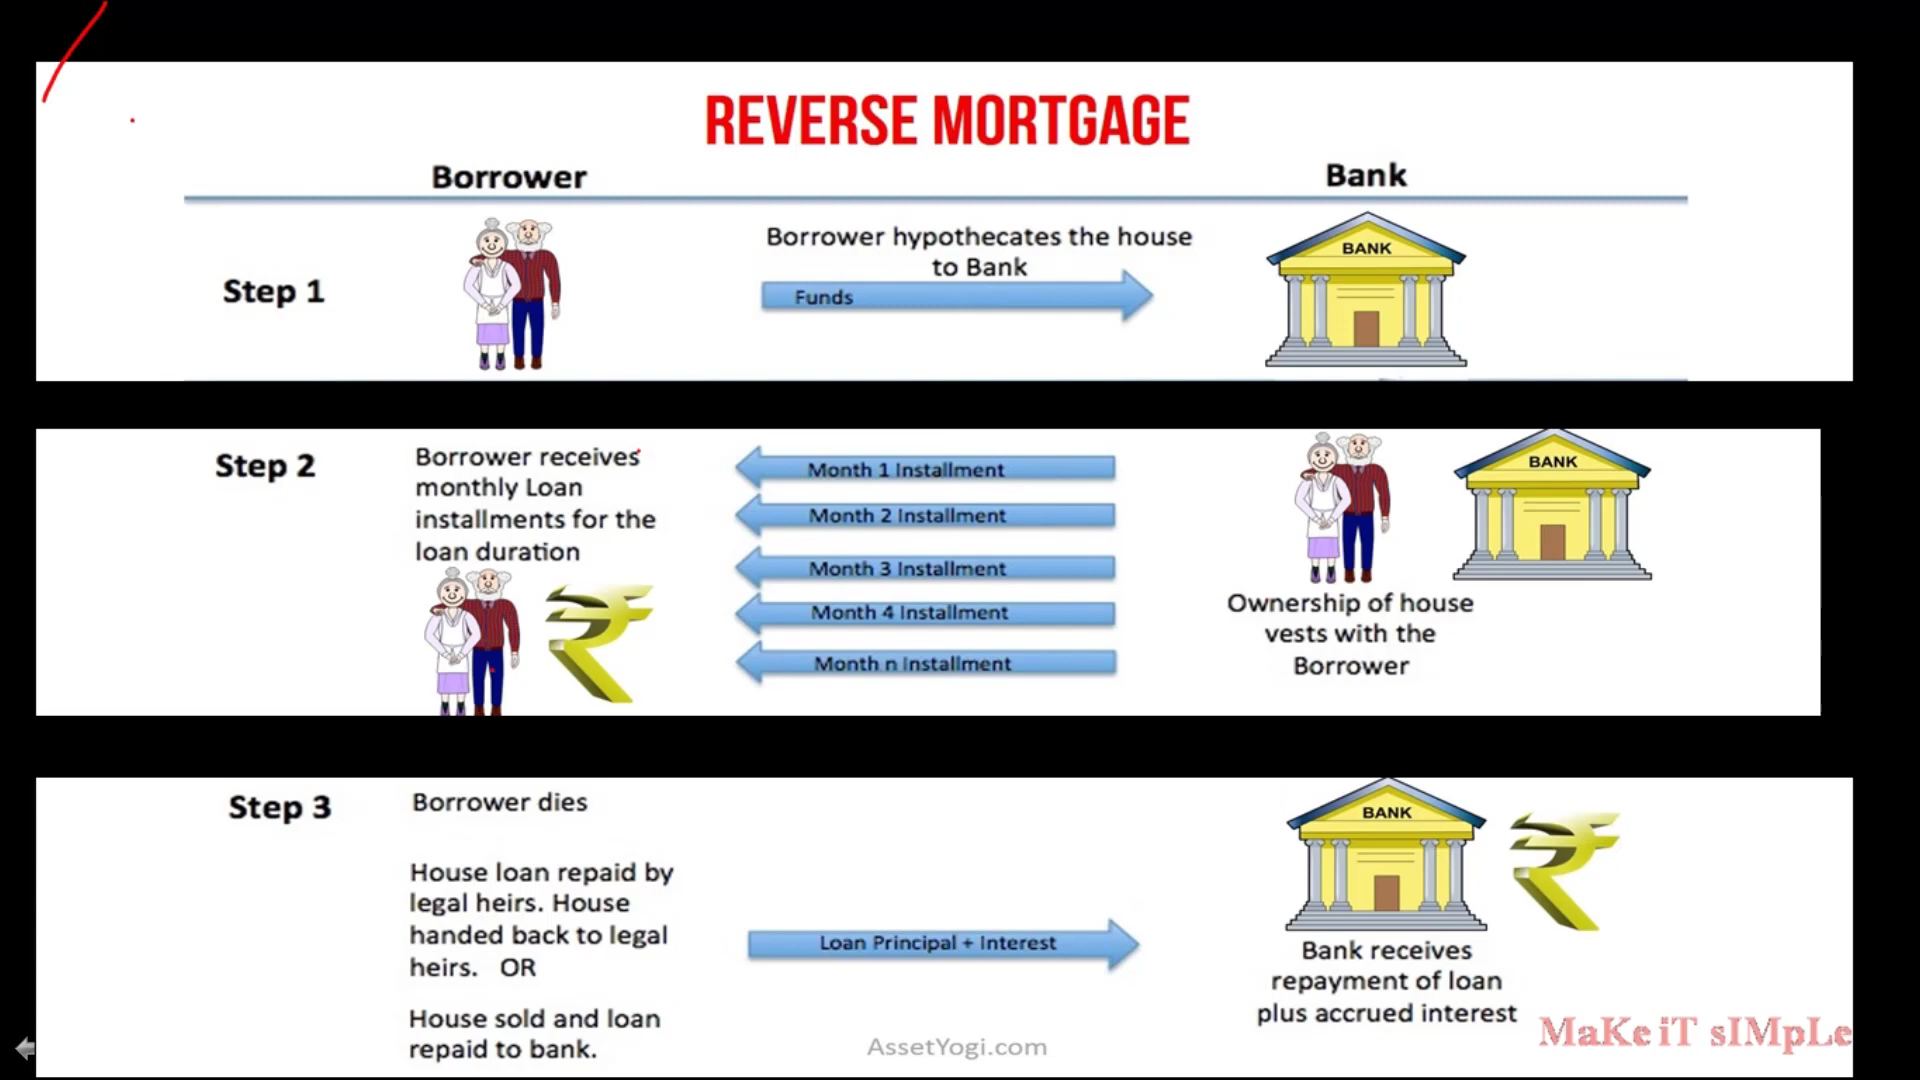 REVERSE MORTGAGE
Borrower
Bank
Step 1
Borrower hypothecates the house
to Bank
Funds
BANK
Step 2
Borrower receives
monthly Loan
installments for the
loan duration
Month 1 Installment
Month 2 Installment
Month 3 Installment
Month 4 Installment
Month n Installment
BANK
Ownership of house
vests with the
Borrower
Step 3
Borrower dies
House loan repaid by
legal heirs. House
handed back to legal
heirs. OR
House sold and loan
repaid to bank.
Loan Principal + Interest
BANK
Bank receives
repayment of loan
plus accrued interest
AssetYogi.com
MaKe iT sIMpLe